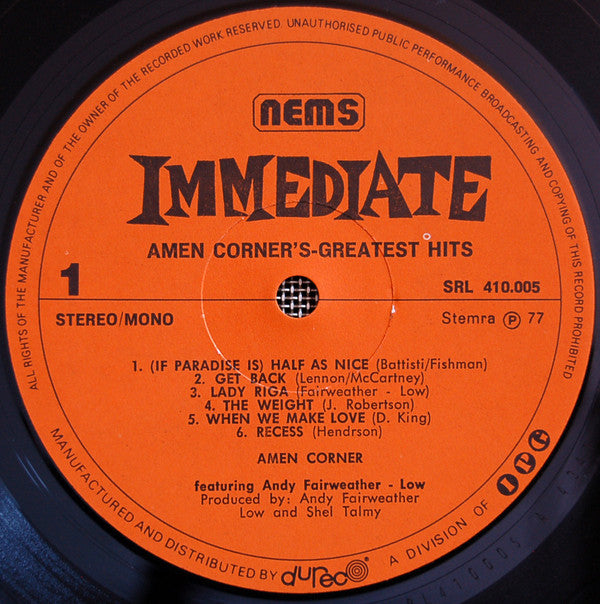 ALL RIGHTS OF THE MANUFACTURER AND OF THE OWNER OF THE RECORDED WORK RESERVED. UNAUTHORISED PUBLIC PERFORMANCE BROADCASTING AND COPYING OF THIS RECORD PROHIBITED
nems
IMMEDIATE
AMEN CORNER'S-GREATEST HITS
1
SRL 410.005
STEREO/MONO
Stemra Ⓟ 77
1. (IF PARADISE IS) HALF AS NICE (Battisti/Fishman)
2. GET BACK (Lennon/McCartney)
3. LADY RIGA (Fairweather - Low)
4. THE WEIGHT (J. Robertson)
5. WHEN WE MAKE LOVE (D. King)
6. RECESS (Hendrson)
AMEN CORNER
featuring Andy Fairweather - Low
Produced by: Andy Fairweather
Low and Shel Talmy
MANUFACTURED AND DISTRIBUTED BY dureco A DIVISION OF